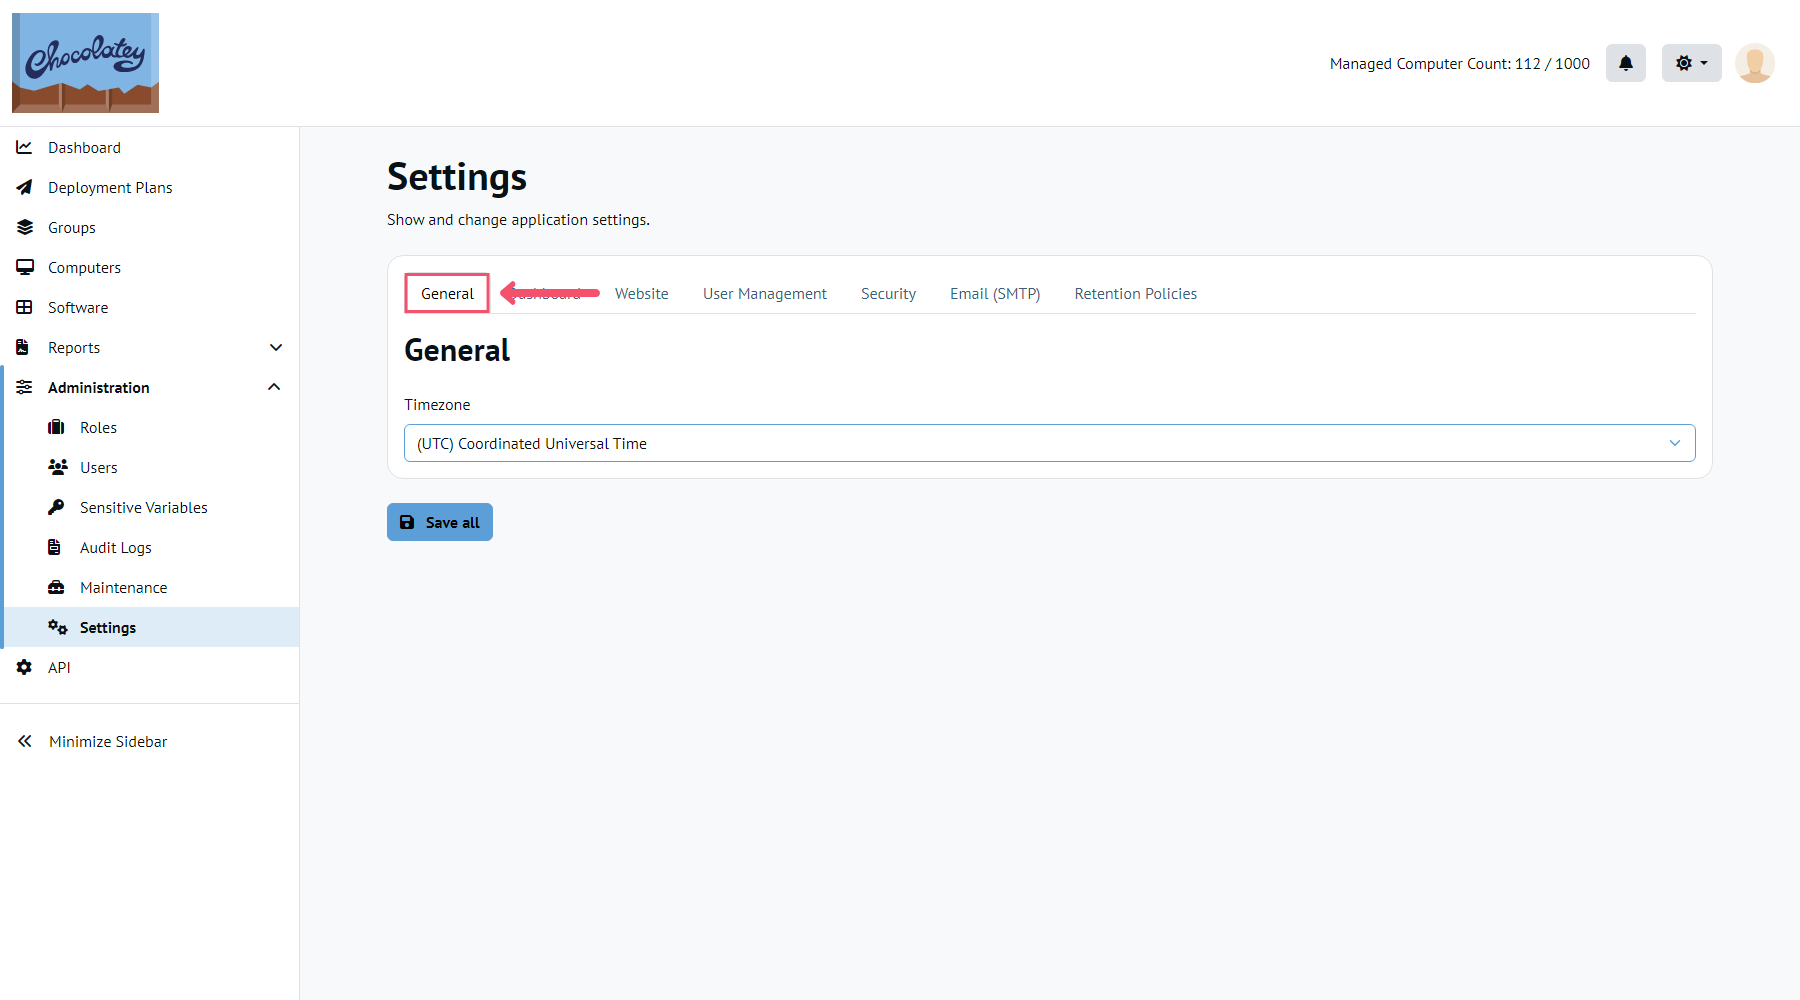 Chocolatey
Managed Computer Count: 112 / 1000
Dashboard
Deployment Plans
Groups
Computers
Software
Reports
Administration
Roles
Users
Sensitive Variables
Audit Logs
Maintenance
Settings
API
Minimize Sidebar
Settings
Show and change application settings.
General Dashboard Website User Management Security Email (SMTP) Retention Policies
General
Timezone
(UTC) Coordinated Universal Time
Save all